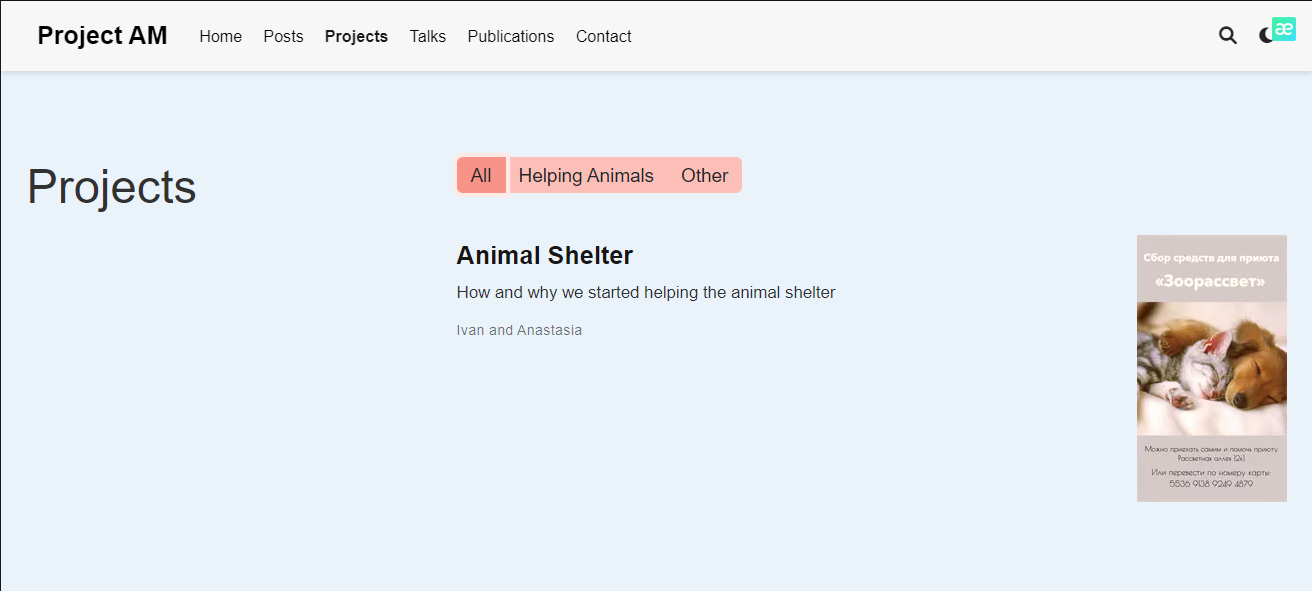 Project AM Home Posts Projects Talks Publications Contact
æ
Projects
All Helping Animals Other
Animal Shelter
How and why we started helping the animal shelter
Ivan and Anastasia
Сбор средств для приюта
«Зоорассвет»
Можно приехать самим и помочь приюту
Рассветная аллея 12к1
Или перевести по номеру карты:
5536 9138 9249 4879